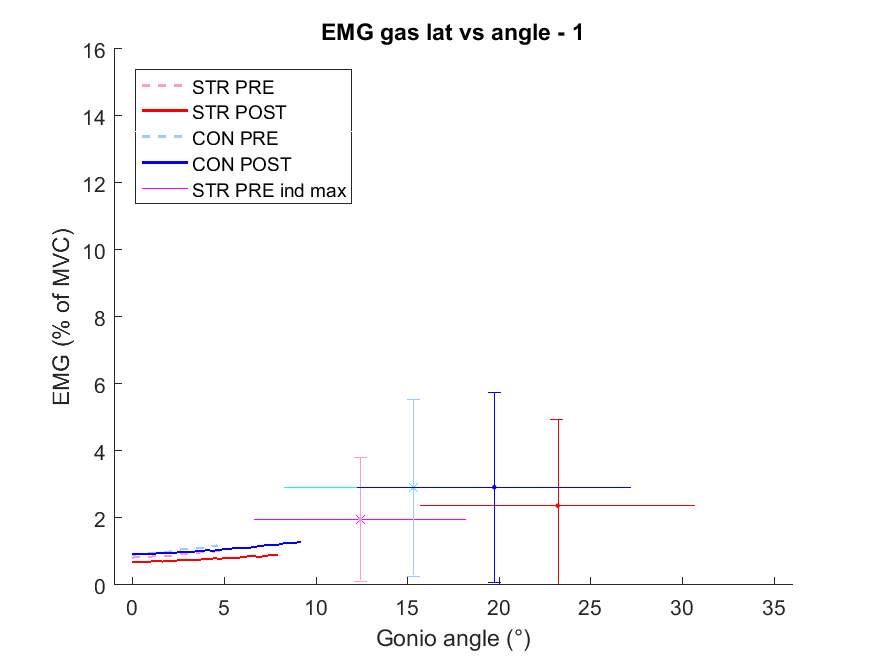 EMG gas lat vs angle - 1
16
14
12
10
8
6
4
2
0
EMG (% of MVC)
STR PRE
STR POST
CON PRE
CON POST
STR PRE ind max
0 5 10 15 20 25 30 35
Gonio angle (°)